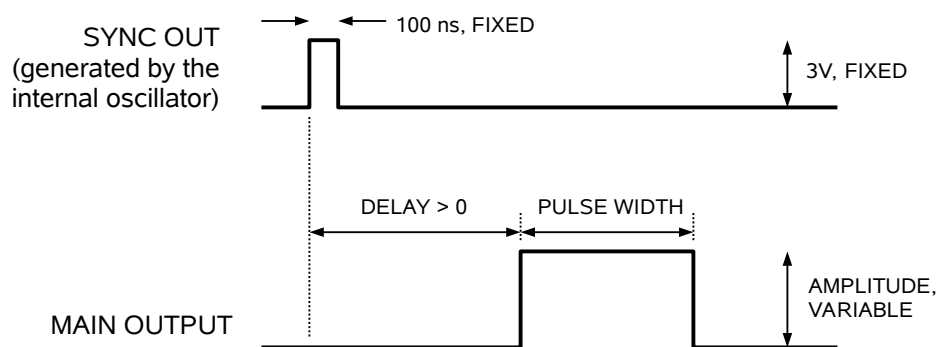 100 ns, FIXED
SYNC OUT
(generated by the
internal oscillator)
3V, FIXED
DELAY > 0
PULSE WIDTH
AMPLITUDE,
VARIABLE
MAIN OUTPUT